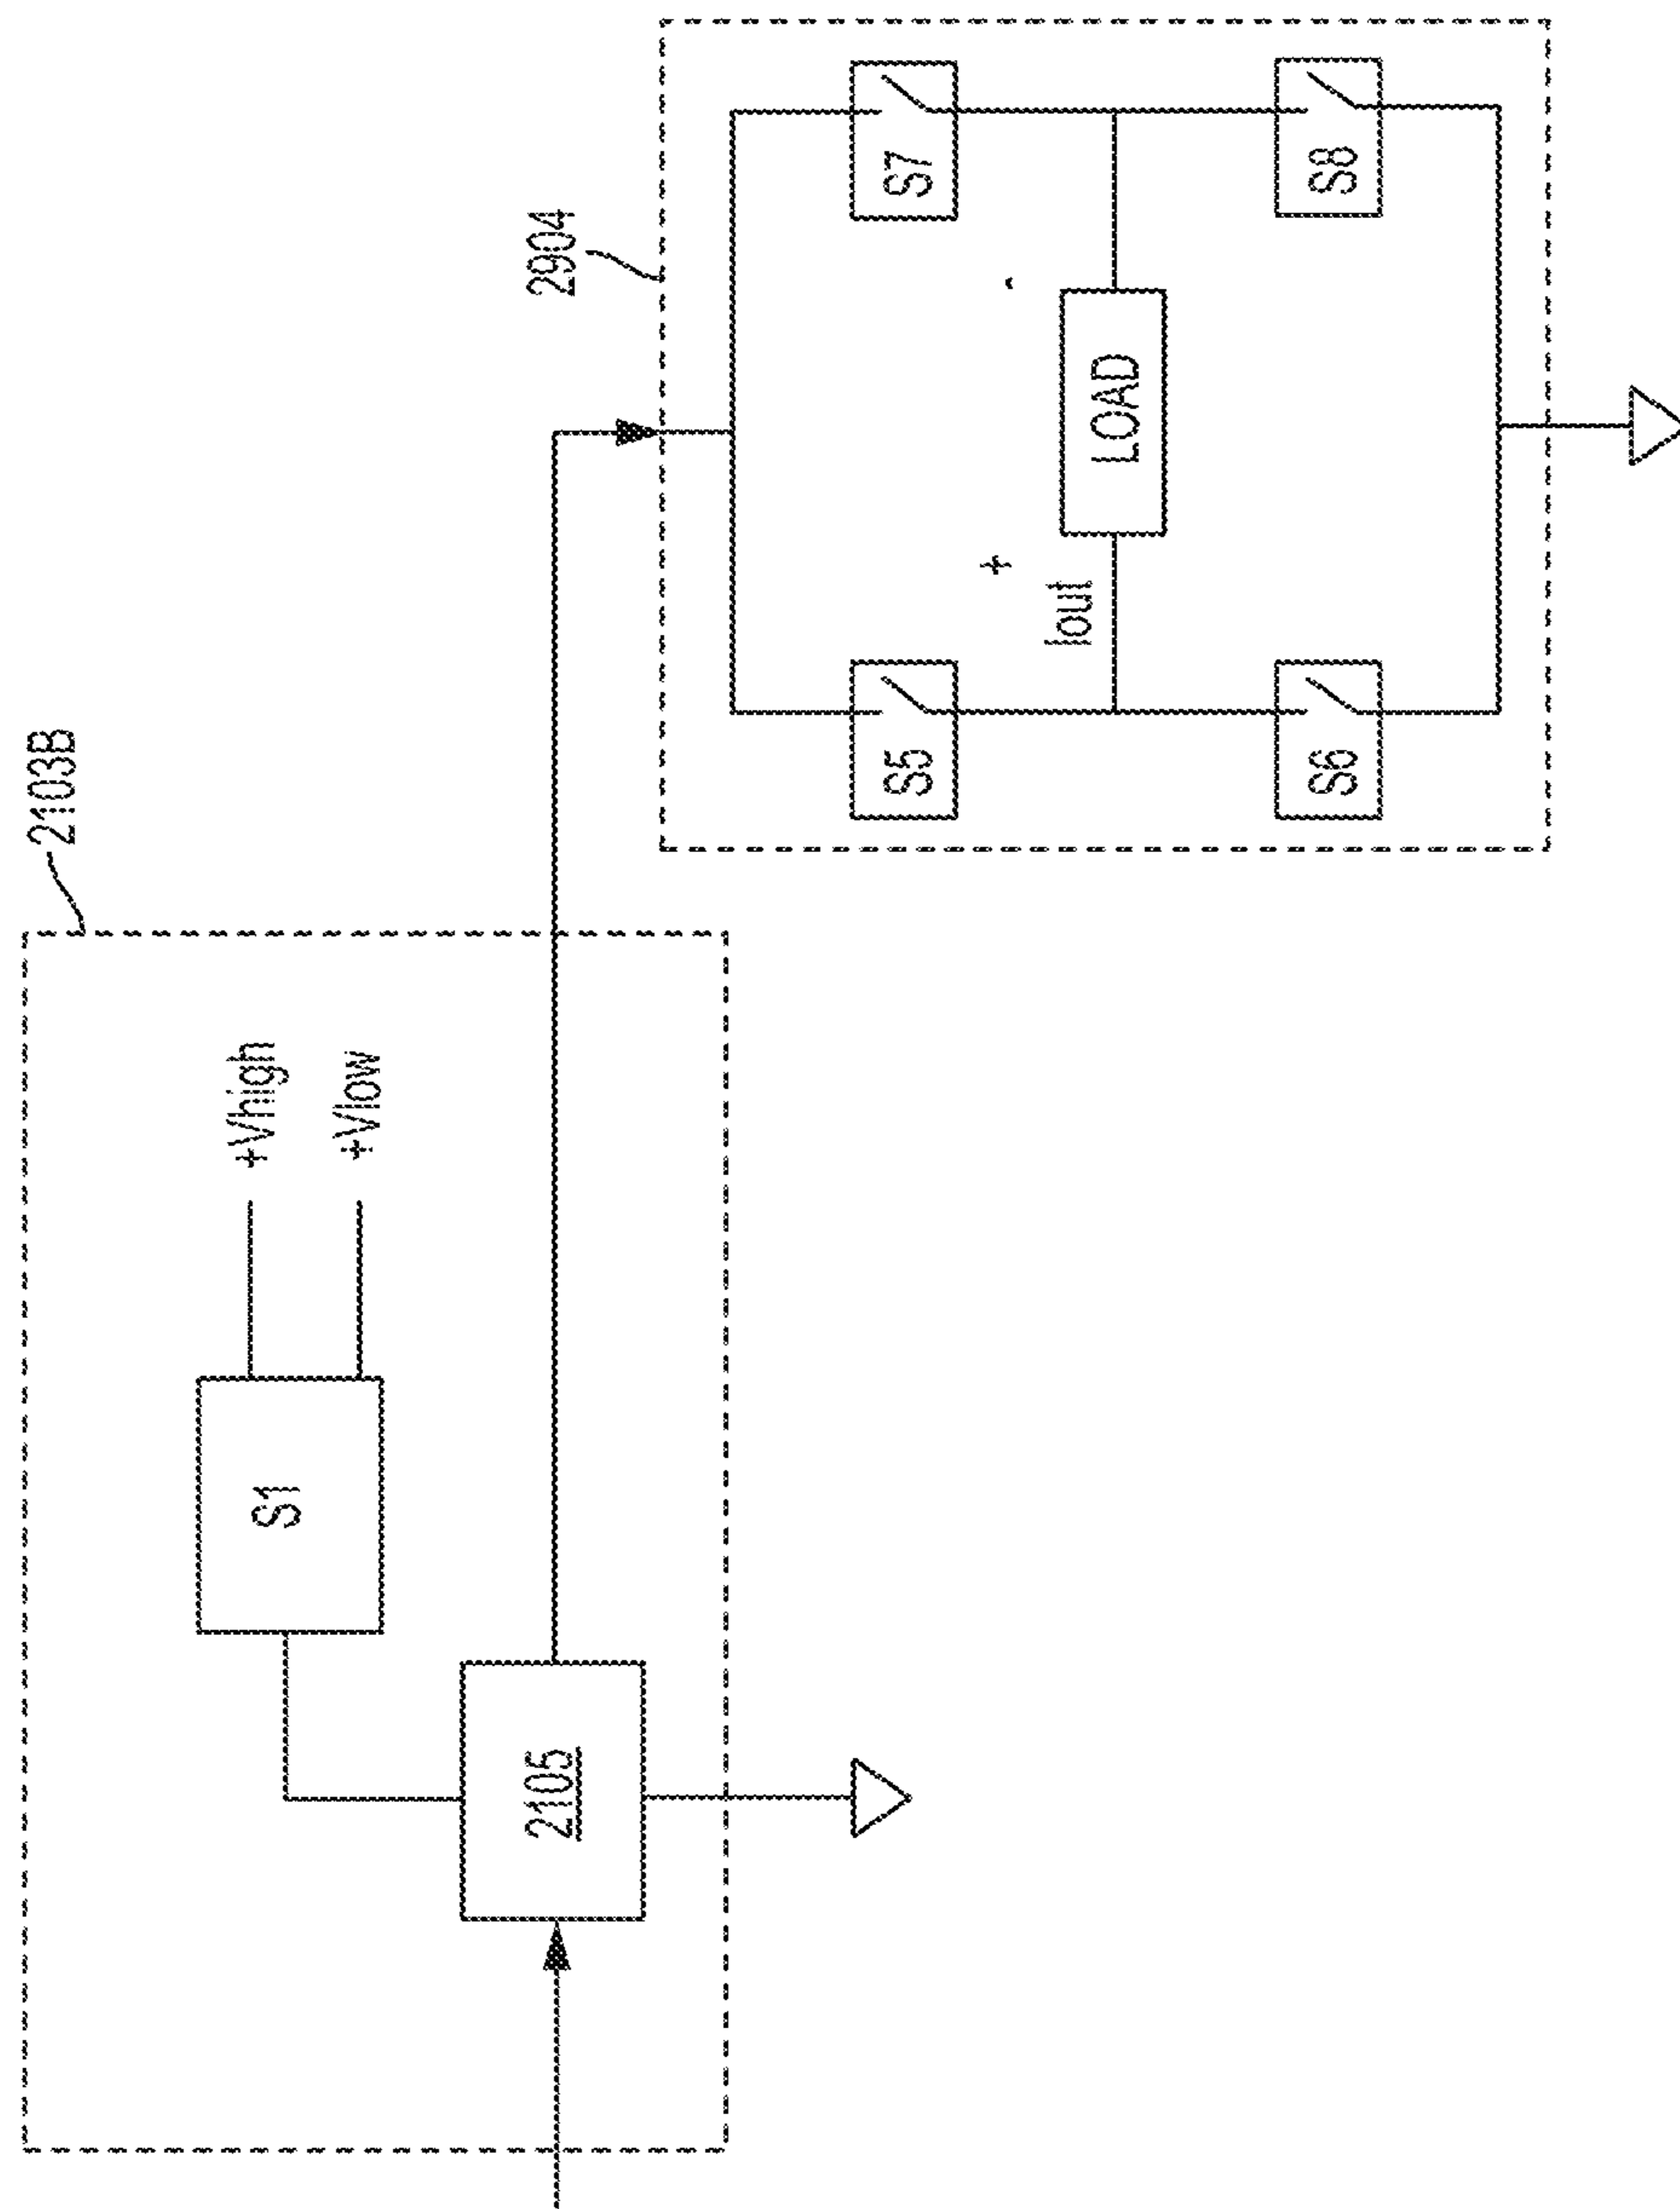 2103B
S1
+Vhigh
+Vlow
2105
2904
S5
S7
+
-
Iout
LOAD
S6
S8